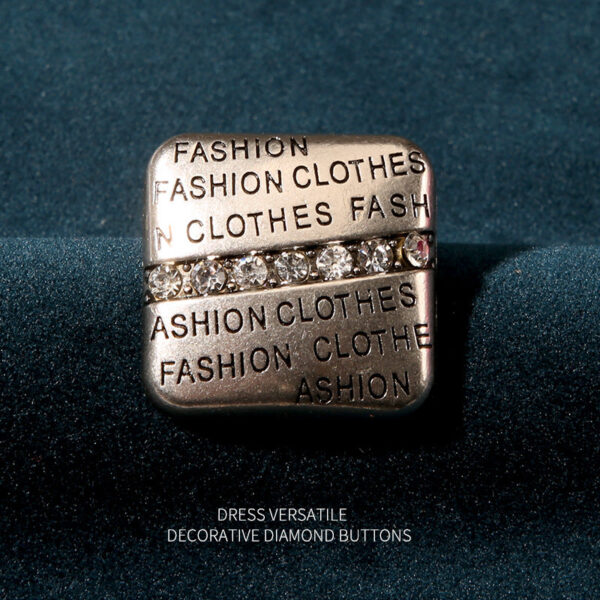 FASHION
FASHION CLOTHES
N CLOTHES FASH
ASHION CLOTHES
FASHION CLOTHE
ASHION
DRESS VERSATILE
DECORATIVE DIAMOND BUTTONS